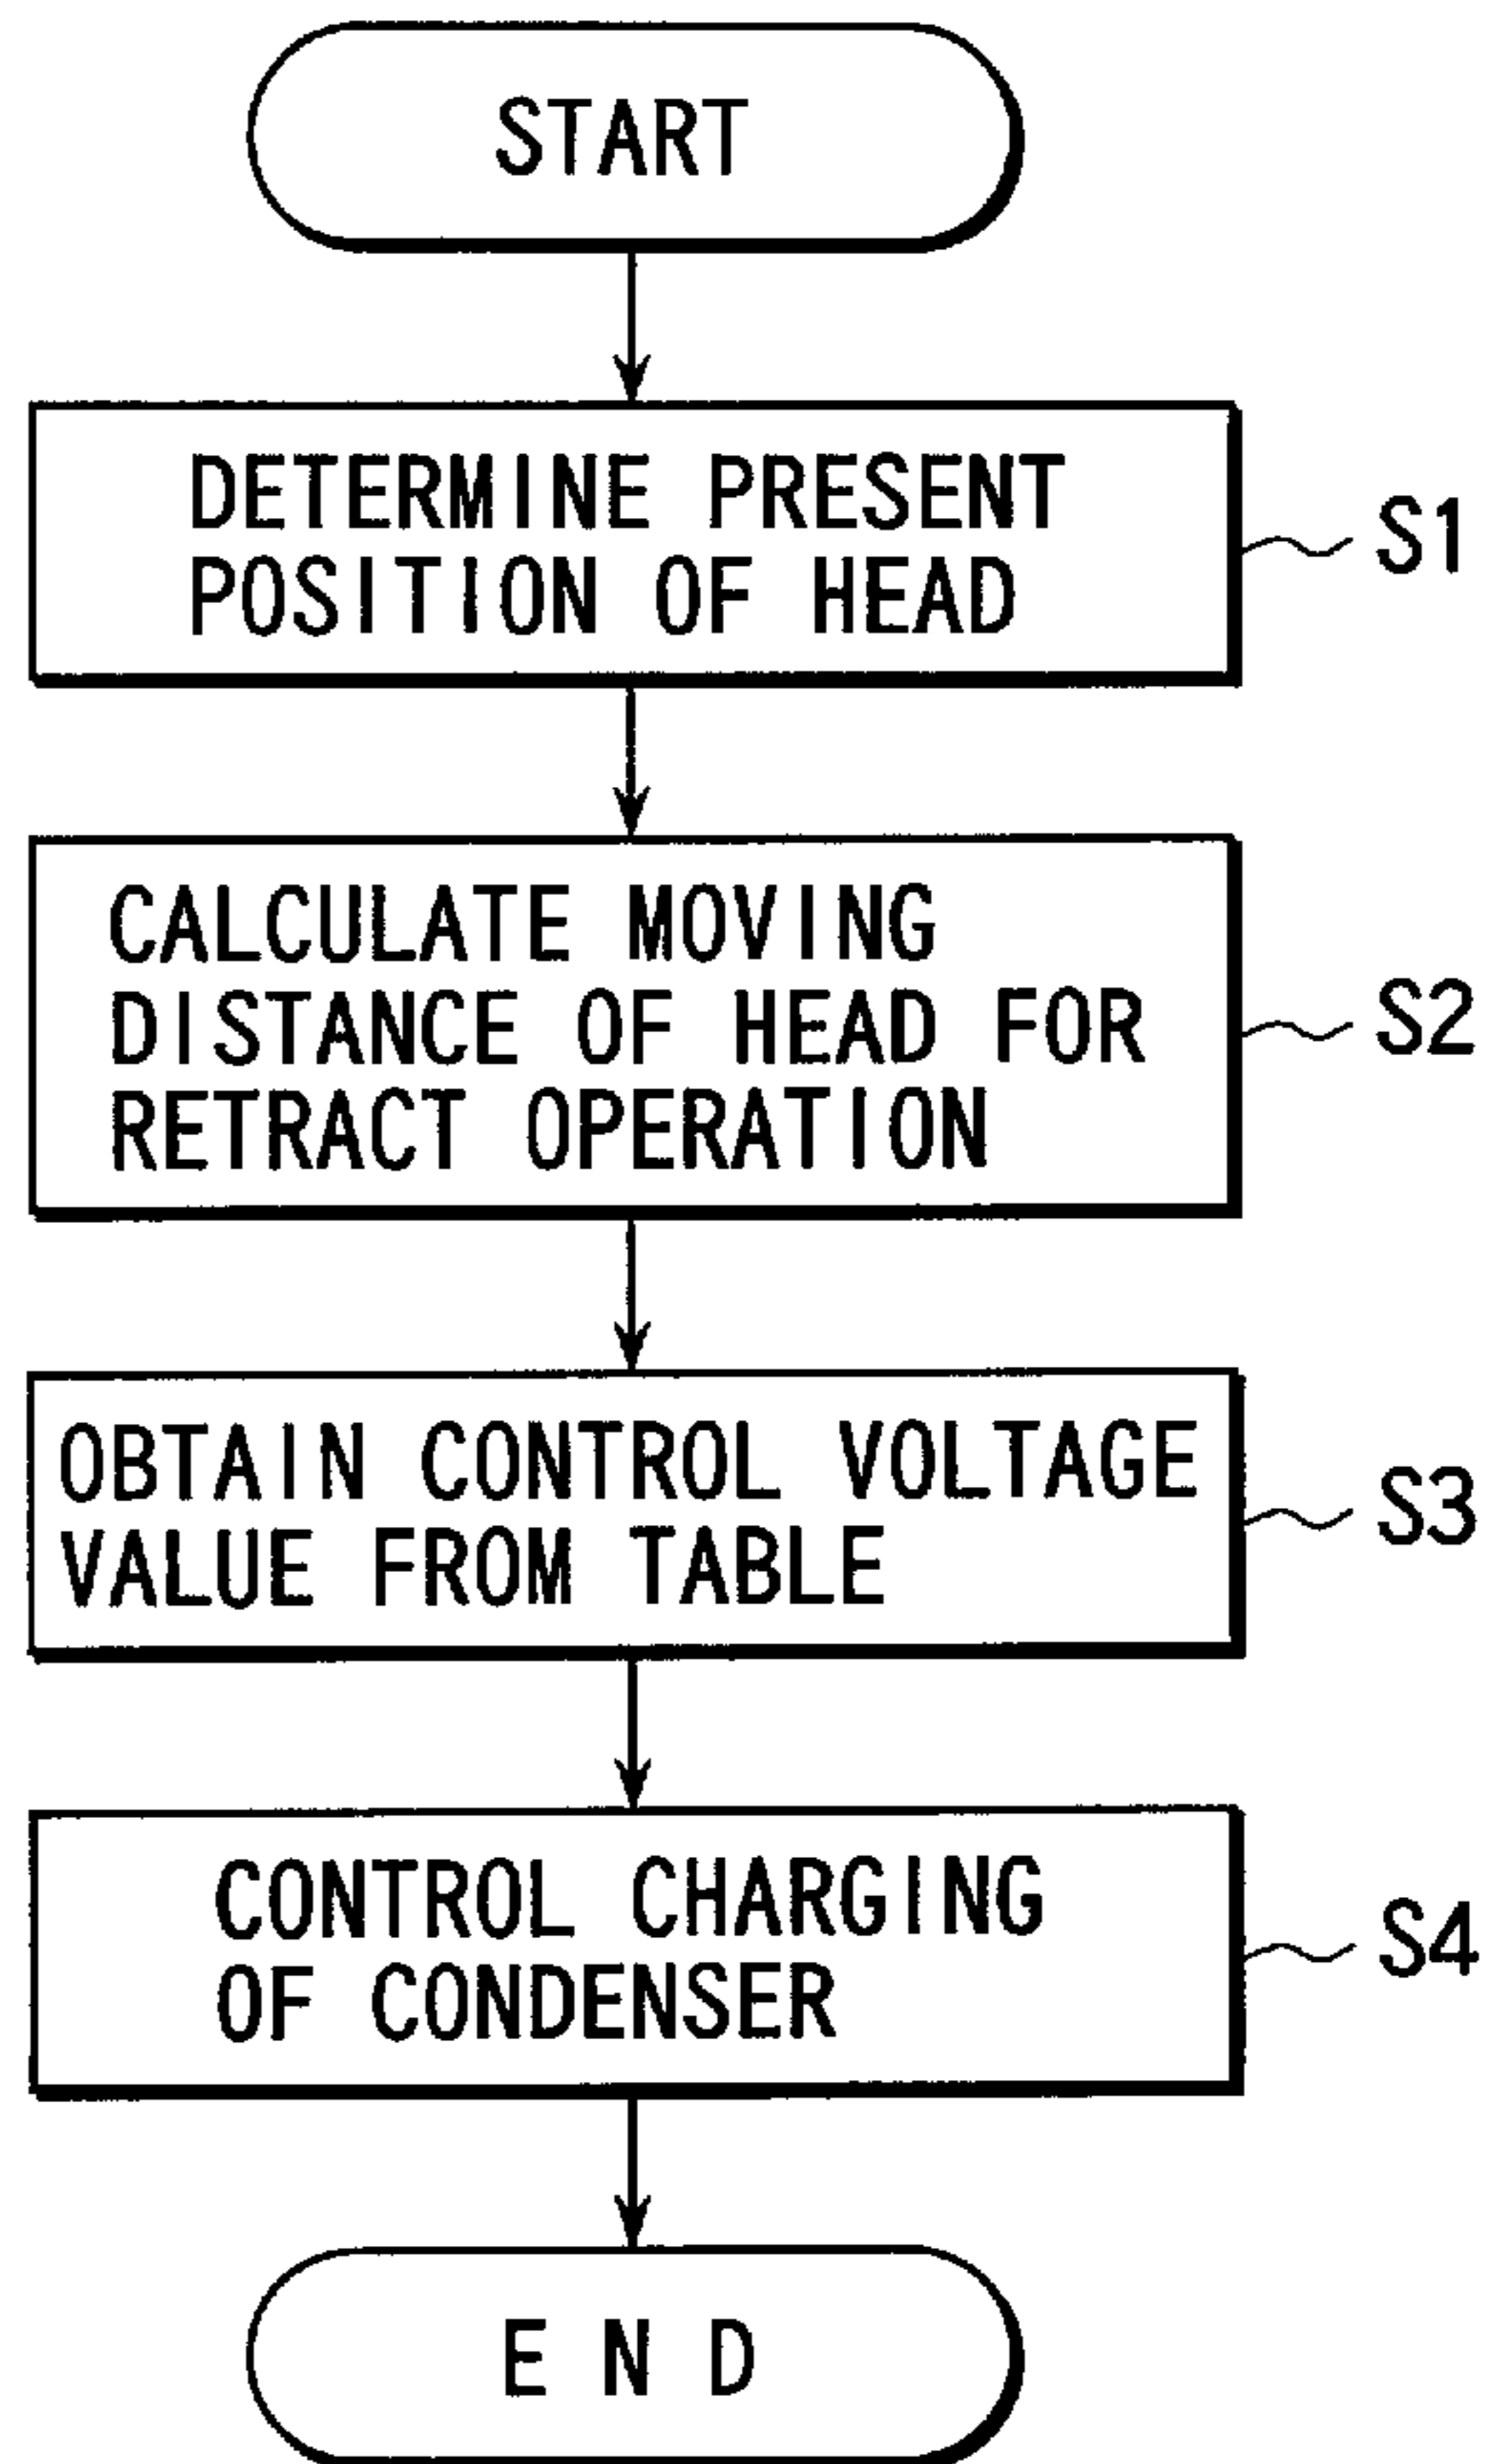 START
DETERMINE PRESENT
POSITION OF HEAD
S1
CALCULATE MOVING
DISTANCE OF HEAD FOR
RETRACT OPERATION
S2
OBTAIN CONTROL VOLTAGE
VALUE FROM TABLE
S3
CONTROL CHARGING
OF CONDENSER
S4
END